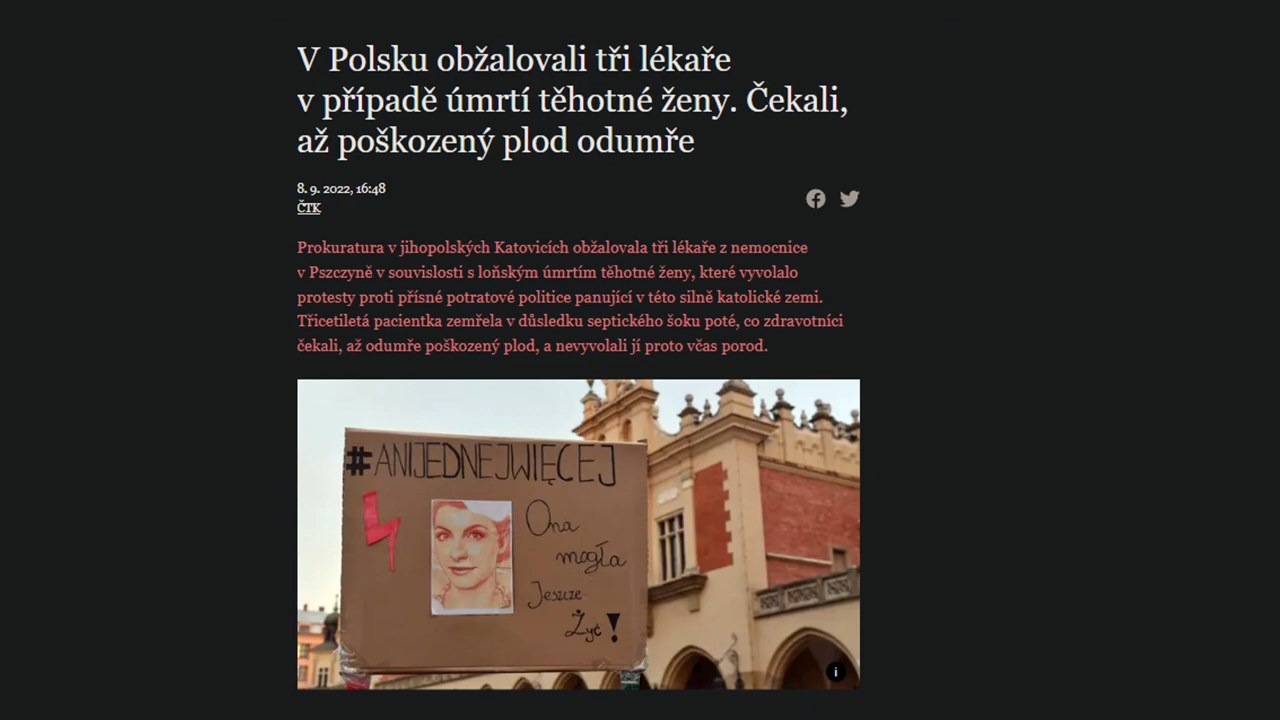 V Polsku obžalovali tři lékaře
v případě úmrtí těhotné ženy. Čekali,
až poškozený plod odumře
8. 9. 2022, 16:48
ČTK
Prokuratura v jihopolských Katovicích obžalovala tři lékaře z nemocnice
v Pszczyně v souvislosti s loňským úmrtím těhotné ženy, které vyvolalo
protesty proti přísné potratové politice panující v této silně katolické zemi.
Třicetiletá pacientka zemřela v důsledku septického šoku poté, co zdravotníci
čekali, až odumře poškozený plod, a nevyvolali jí proto včas porod.
#ANIJEDNEJWIĘCEJ
Ona
mogła
Jeszcze
Żyć!
i